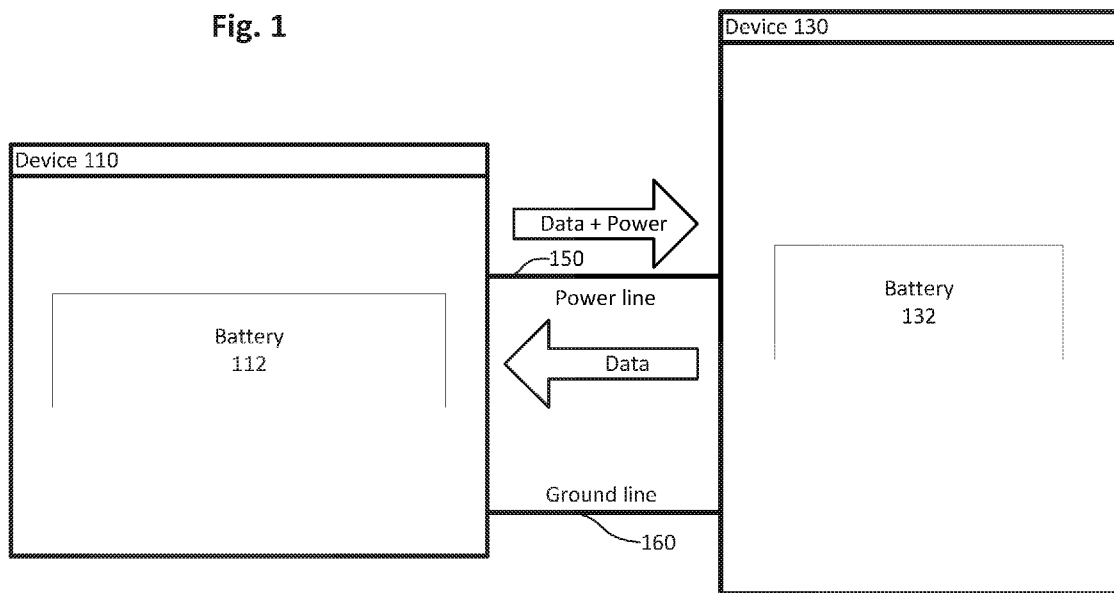 Fig. 1
Device 130
Device 110
Data + Power
150
Power line
Battery
132
Battery
112
Data
Ground line
160